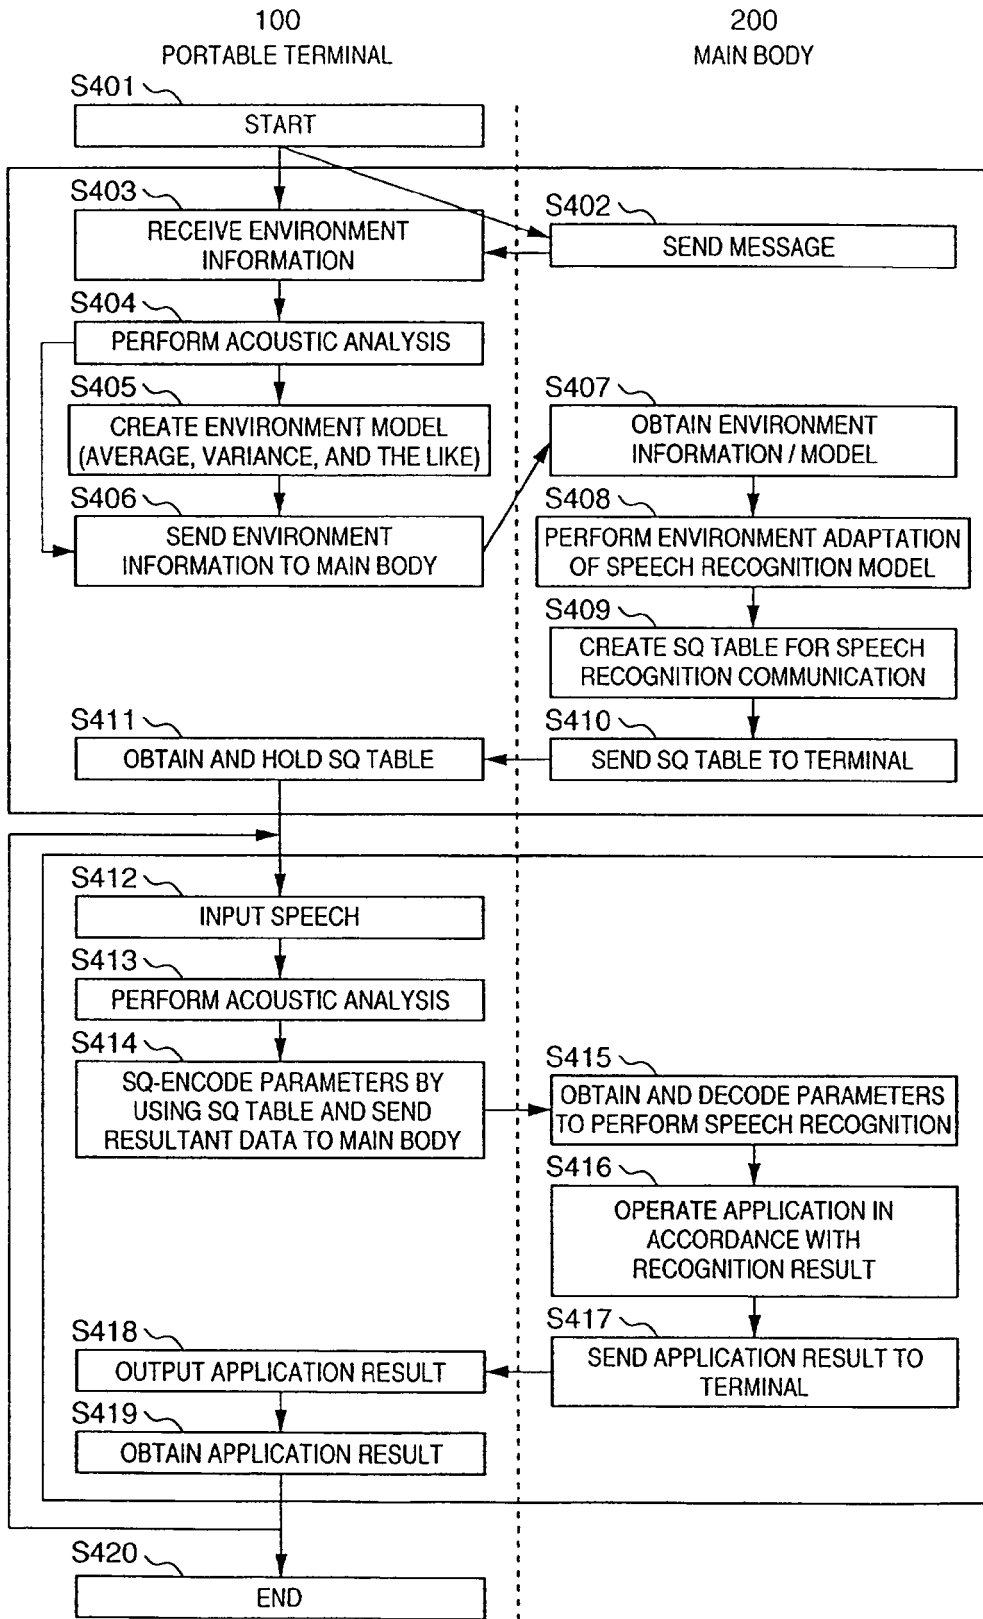 100
PORTABLE TERMINAL
200
MAIN BODY
S401
START
S403
RECEIVE ENVIRONMENT
INFORMATION
S402
SEND MESSAGE
S404
PERFORM ACOUSTIC ANALYSIS
S405
CREATE ENVIRONMENT MODEL
(AVERAGE, VARIANCE, AND THE LIKE)
S407
OBTAIN ENVIRONMENT
INFORMATION / MODEL
S406
SEND ENVIRONMENT
INFORMATION TO MAIN BODY
S408
PERFORM ENVIRONMENT ADAPTATION
OF SPEECH RECOGNITION MODEL
S409
CREATE SQ TABLE FOR SPEECH
RECOGNITION COMMUNICATION
S411
OBTAIN AND HOLD SQ TABLE
S410
SEND SQ TABLE TO TERMINAL
S412
INPUT SPEECH
S413
PERFORM ACOUSTIC ANALYSIS
S414
SQ-ENCODE PARAMETERS BY
USING SQ TABLE AND SEND
RESULTANT DATA TO MAIN BODY
S415
OBTAIN AND DECODE PARAMETERS
TO PERFORM SPEECH RECOGNITION
S416
OPERATE APPLICATION IN
ACCORDANCE WITH
RECOGNITION RESULT
S418
OUTPUT APPLICATION RESULT
S417
SEND APPLICATION RESULT TO
TERMINAL
S419
OBTAIN APPLICATION RESULT
S420
END